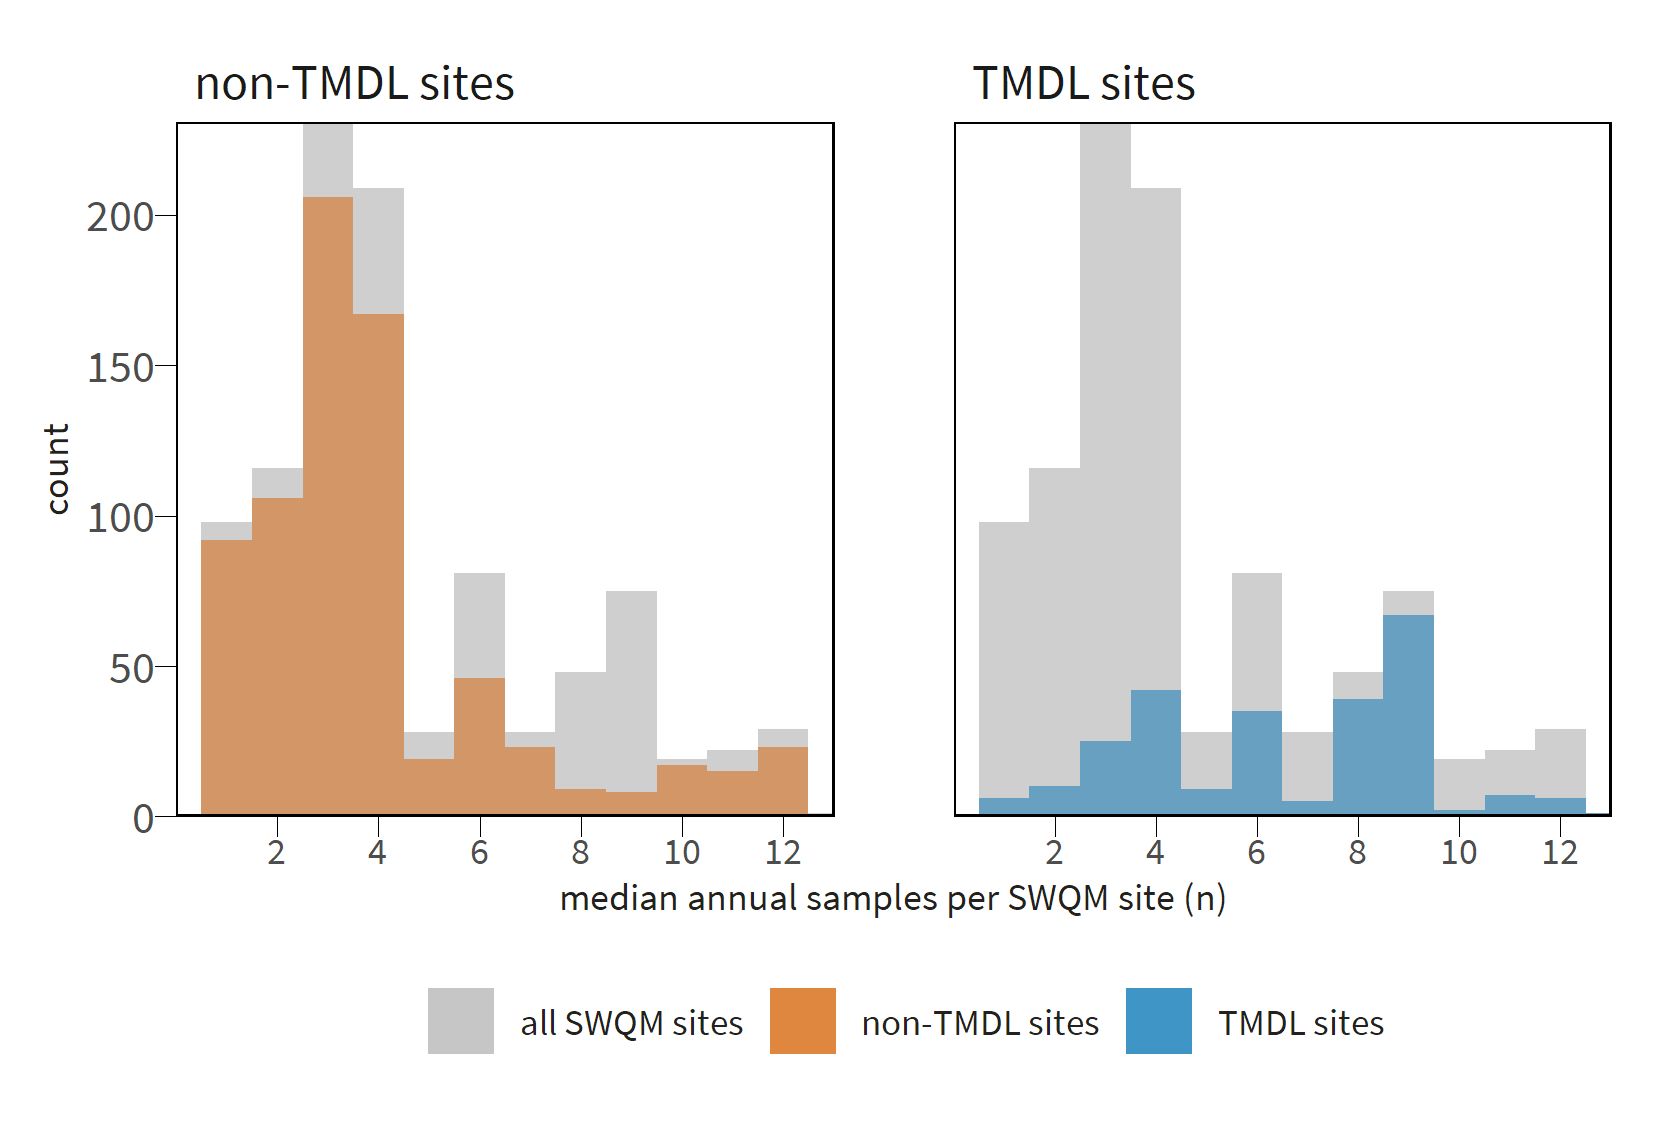 non-TMDL sites
TMDL sites
count
200
150
100
50
0
2 4 6 8 10 12
2 4 6 8 10 12
median annual samples per SWQM site (n)
all SWQM sites non-TMDL sites TMDL sites